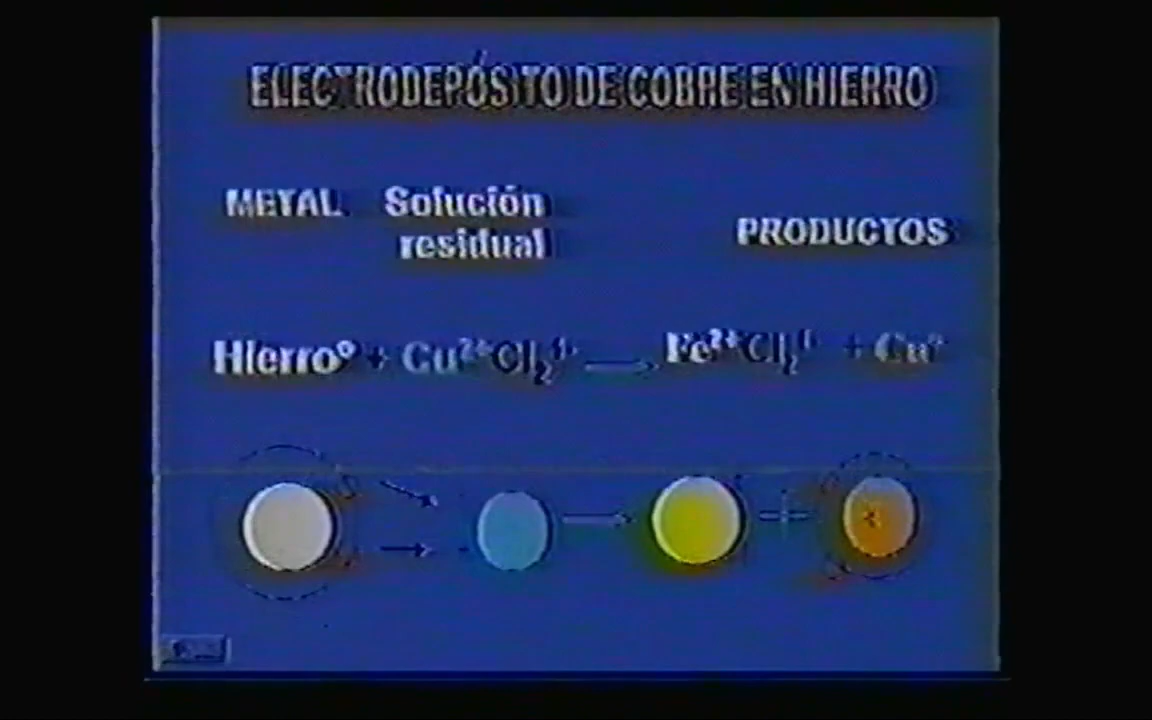 ELECTRODEPÓSITO DE COBRE EN HIERRO
METAL Solución
residual
PRODUCTOS
Hierro° + Cu²⁺Cl₂¹⁻ → Fe²⁺Cl₂¹⁻ + Cu°
+